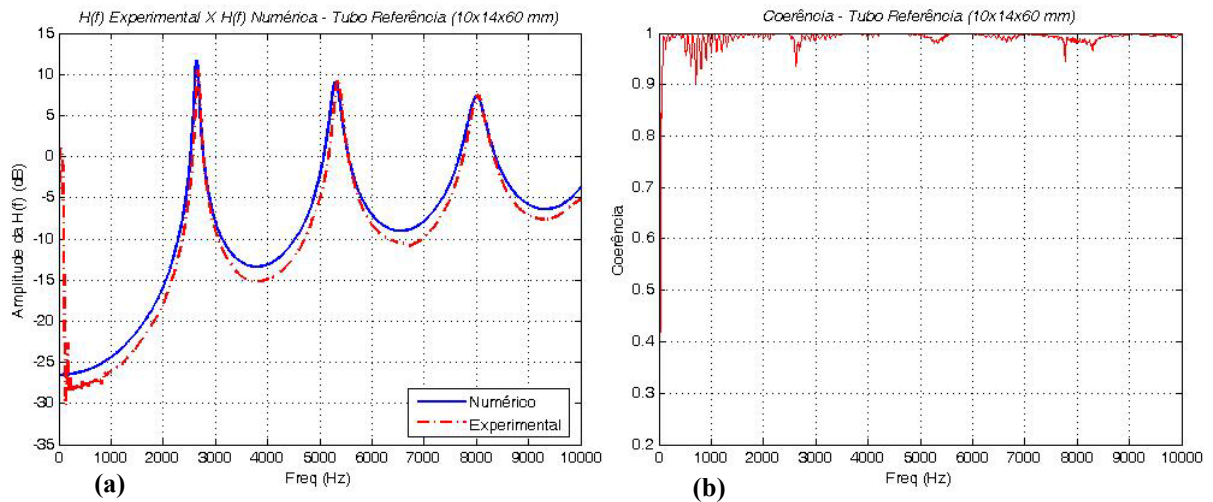 H(f) Experimental X H(f) Numérica - Tubo Referência (10x14x60 mm)
15
10
5
0
-5
-10
-15
-20
-25
-30
-35
Amplitude da H(f) (dB)
Numérico
Experimental
0 1000 2000 3000 4000 5000 6000 7000 8000 9000 10000
Freq (Hz)
(a)
Coerência - Tubo Referência (10x14x60 mm)
1
0.9
0.8
0.7
0.6
0.5
0.4
0.3
0.2
Coerência
0 1000 2000 3000 4000 5000 6000 7000 8000 9000 10000
Freq (Hz)
(b)